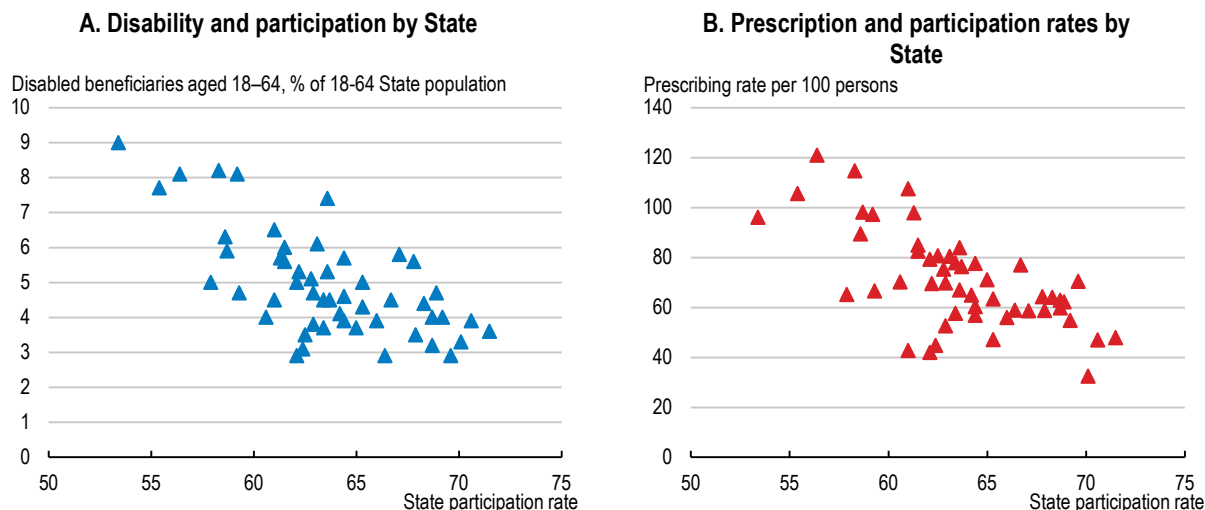 A. Disability and participation by State
Disabled beneficiaries aged 18–64, % of 18-64 State population
10
9
8
7
6
5
4
3
2
1
0
50 55 60 65 70 75
State participation rate
B. Prescription and participation rates by
State
Prescribing rate per 100 persons
140
120
100
80
60
40
20
0
50 55 60 65 70 75
State participation rate